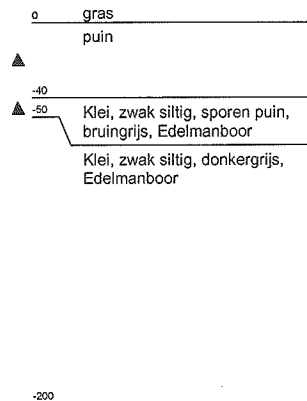 0 gras
puin
-40
-50 Klei, zwak siltig, sporen puin,
bruingrijs, Edelmanboor
Klei, zwak siltig, donkergrijs,
Edelmanboor
-200